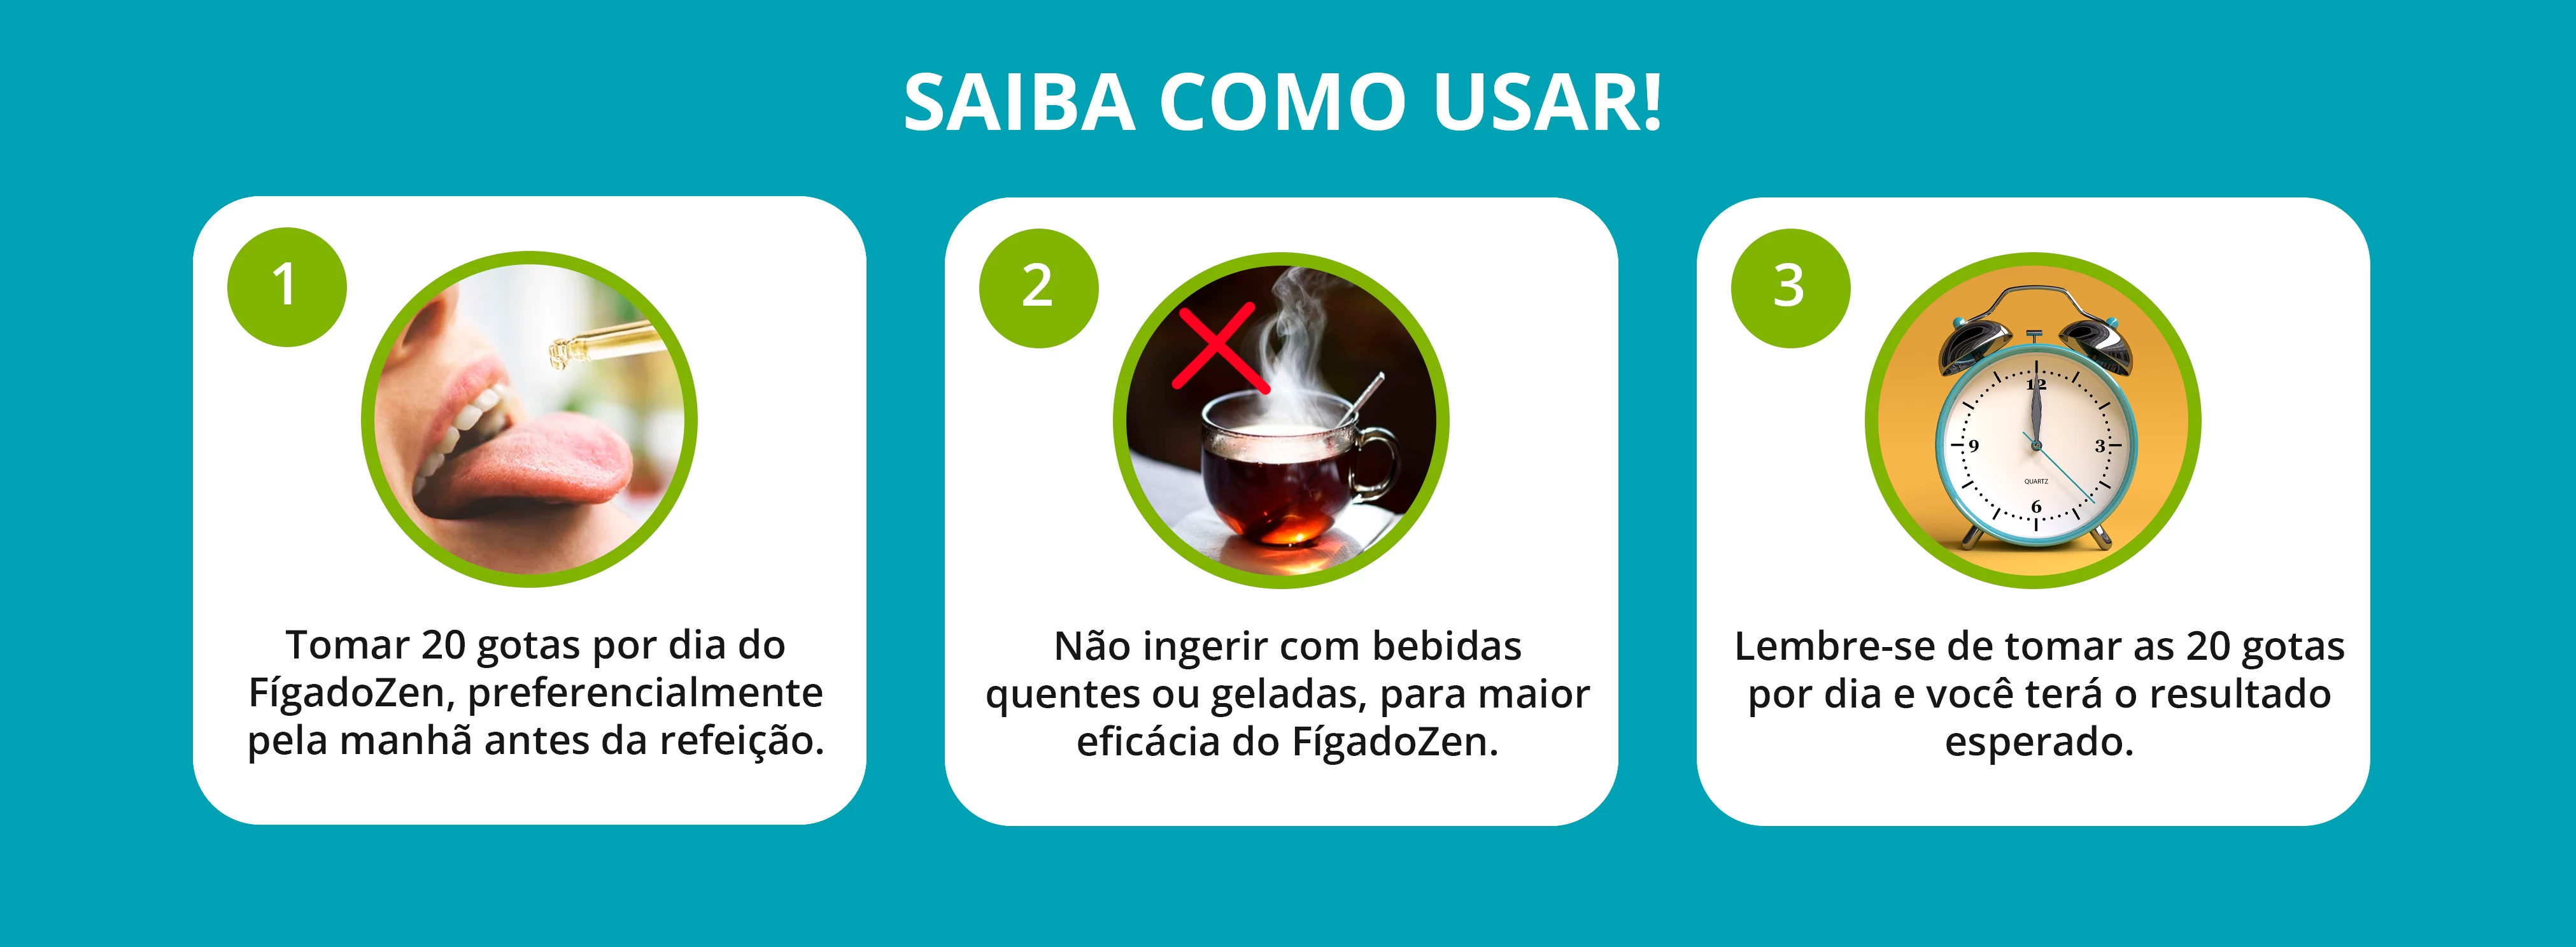 SAIBA COMO USAR!
1
Tomar 20 gotas por dia do
FígadoZen, preferencialmente
pela manhã antes da refeição.
2
Não ingerir com bebidas
quentes ou geladas, para maior
eficácia do FígadoZen.
3
12
9
3
QUARTZ
6
Lembre-se de tomar as 20 gotas
por dia e você terá o resultado
esperado.